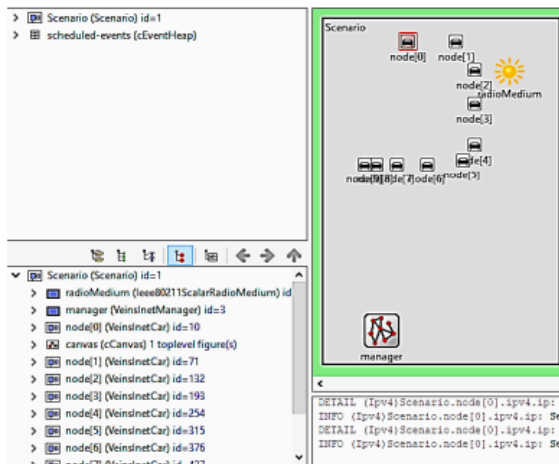 Scenario (Scenario) id=1
scheduled-events (cEventHeap)
Scenario (Scenario) id=1
radioMedium (Ieee80211ScalarRadioMedium) id
manager (VeinsInetManager) id=3
node[0] (VeinsInetCar) id=10
canvas (cCanvas) 1 toplevel figure(s)
node[1] (VeinsInetCar) id=71
node[2] (VeinsInetCar) id=132
node[3] (VeinsInetCar) id=193
node[4] (VeinsInetCar) id=254
node[5] (VeinsInetCar) id=315
node[6] (VeinsInetCar) id=376
Scenario
node[0]
node[1]
node[2]
radioMedium
node[3]
node[5]
node[6]
manager
DETAIL (Ipv4)Scenario.node[0].ipv4.ip:
INFO (Ipv4)Scenario.node[0].ipv4.ip: Se
DETAIL (Ipv4)Scenario.node[0].ipv4.ip:
INFO (Ipv4)Scenario.node[0].ipv4.ip: Se